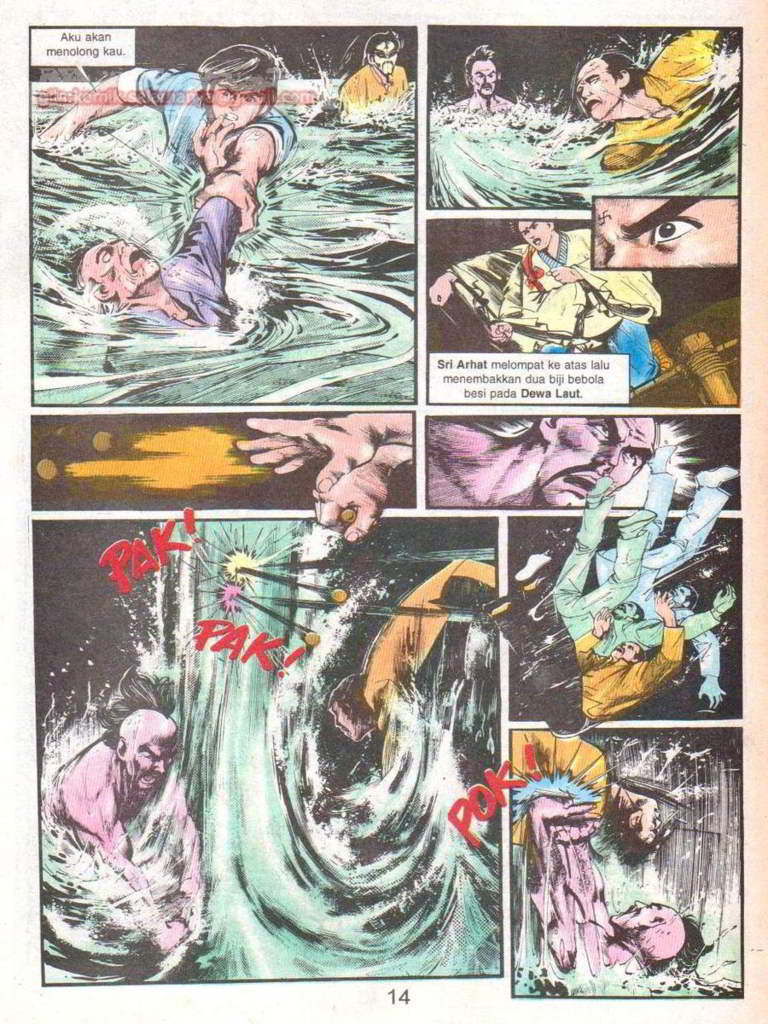 Aku akan
menolong kau.
Sri Arhat melompat ke atas lalu
menembakkan dua biji bebola
besi pada Dewa Laut.
PAK!
PAK!
POK!
14